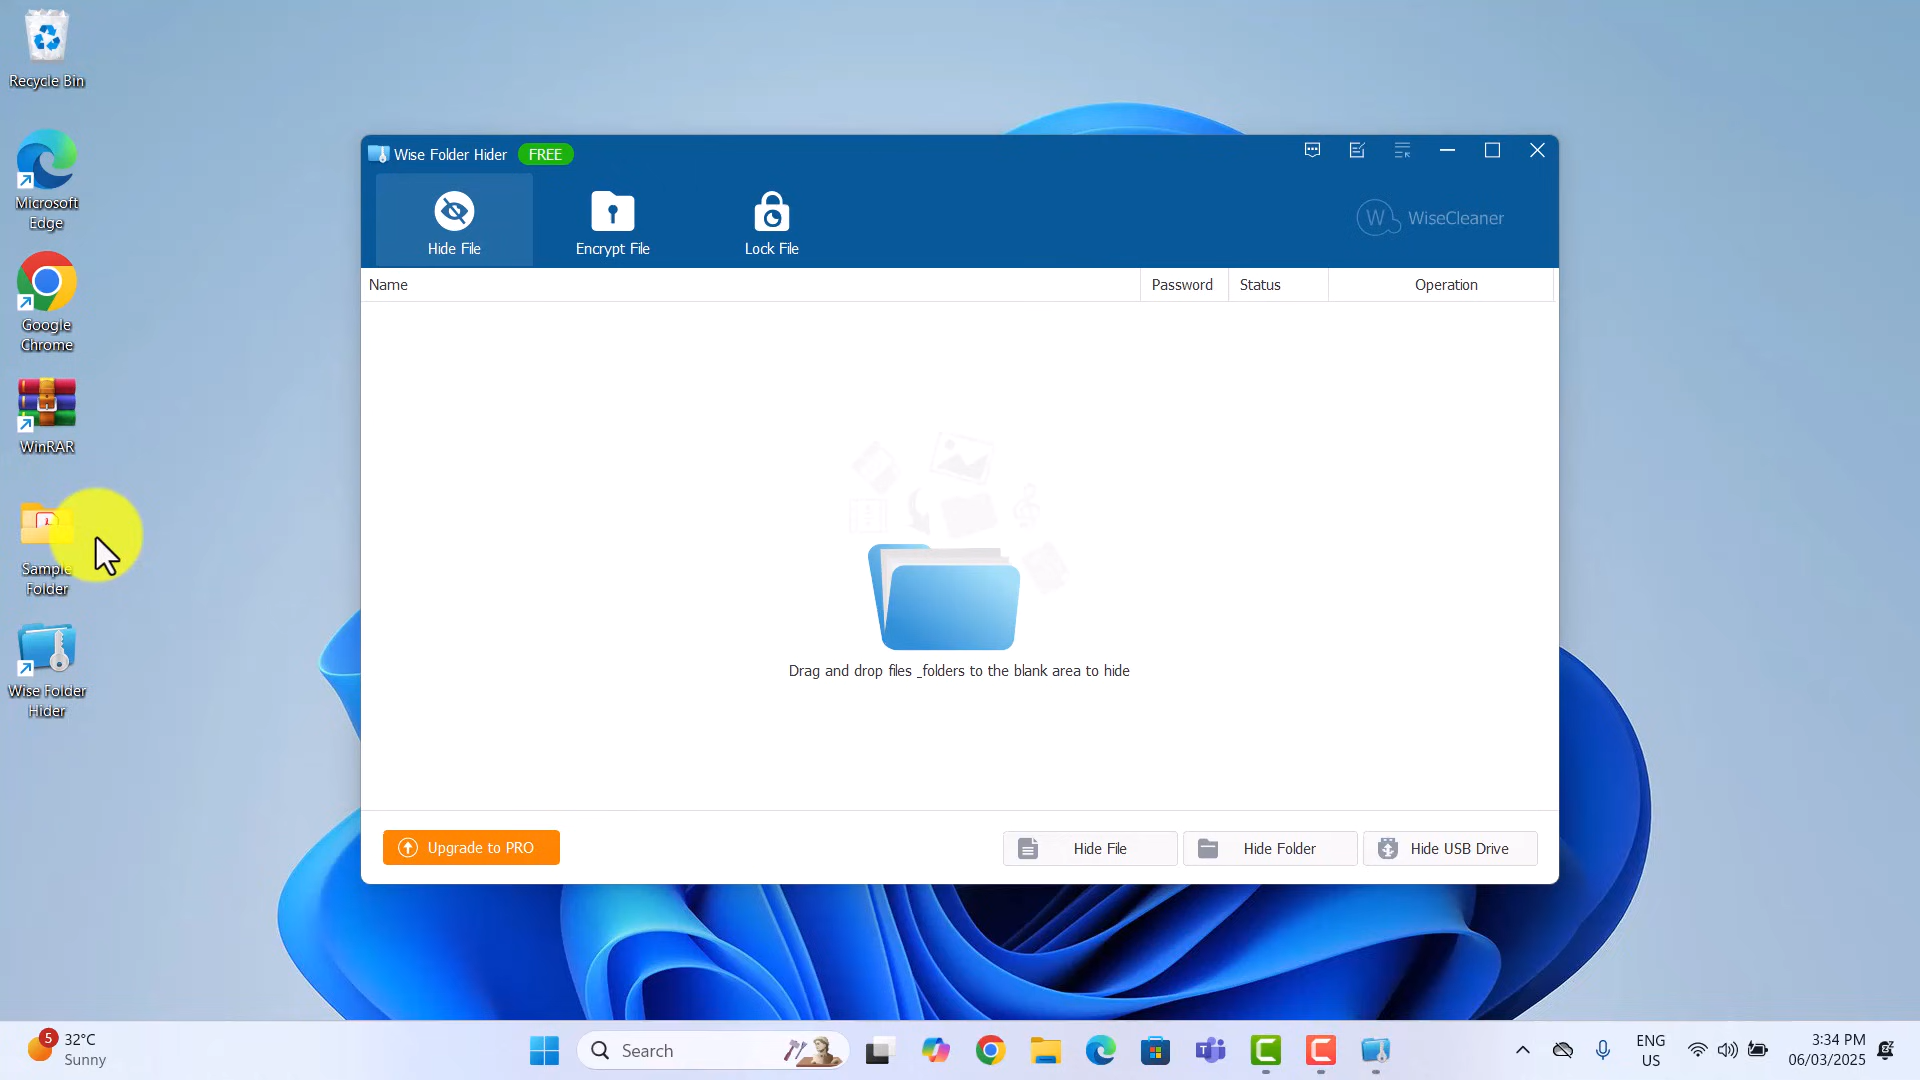 Recycle Bin
Microsoft
Edge
Google
Chrome
WinRAR
Sample
Folder
Wise Folder
Hider
Wise Folder Hider FREE
Hide File Encrypt File Lock File
W WiseCleaner
Name Password Status Operation
Drag and drop files _folders to the blank area to hide
Upgrade to PRO Hide File Hide Folder Hide USB Drive
5 32°C
Sunny
Search
ENG
US
3:34 PM
06/03/2025